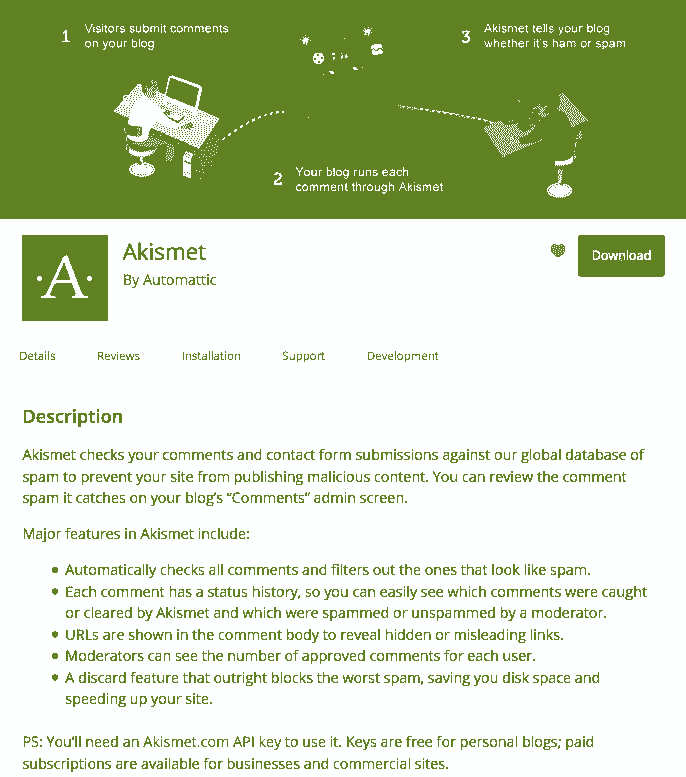 1 Visitors submit comments
on your blog
2 Your blog runs each
comment through Akismet
3 Akismet tells your blog
whether it's ham or spam
·A·
Akismet
By Automattic
Download
Details Reviews Installation Support Development
Description
Akismet checks your comments and contact form submissions against our global database of
spam to prevent your site from publishing malicious content. You can review the comment
spam it catches on your blog's “Comments” admin screen.
Major features in Akismet include:
• Automatically checks all comments and filters out the ones that look like spam.
• Each comment has a status history, so you can easily see which comments were caught
or cleared by Akismet and which were spammed or unspammed by a moderator.
• URLs are shown in the comment body to reveal hidden or misleading links.
• Moderators can see the number of approved comments for each user.
• A discard feature that outright blocks the worst spam, saving you disk space and
speeding up your site.
PS: You'll need an Akismet.com API key to use it. Keys are free for personal blogs; paid
subscriptions are available for businesses and commercial sites.